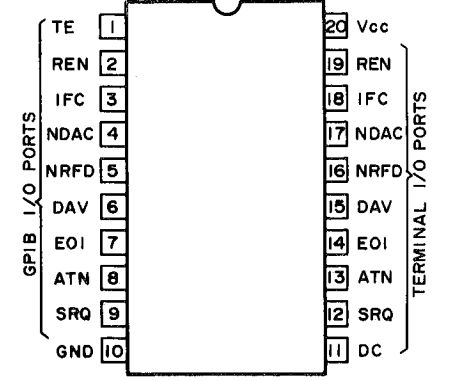 TE 1 20 Vcc
REN 2 19 REN
IFC 3 18 IFC
NDAC 4 17 NDAC
NRFD 5 16 NRFD
DAV 6 15 DAV
EOI 7 14 EOI
ATN 8 13 ATN
SRQ 9 12 SRQ
GND 10 11 DC
GPIB I/O PORTS
TERMINAL I/O PORTS